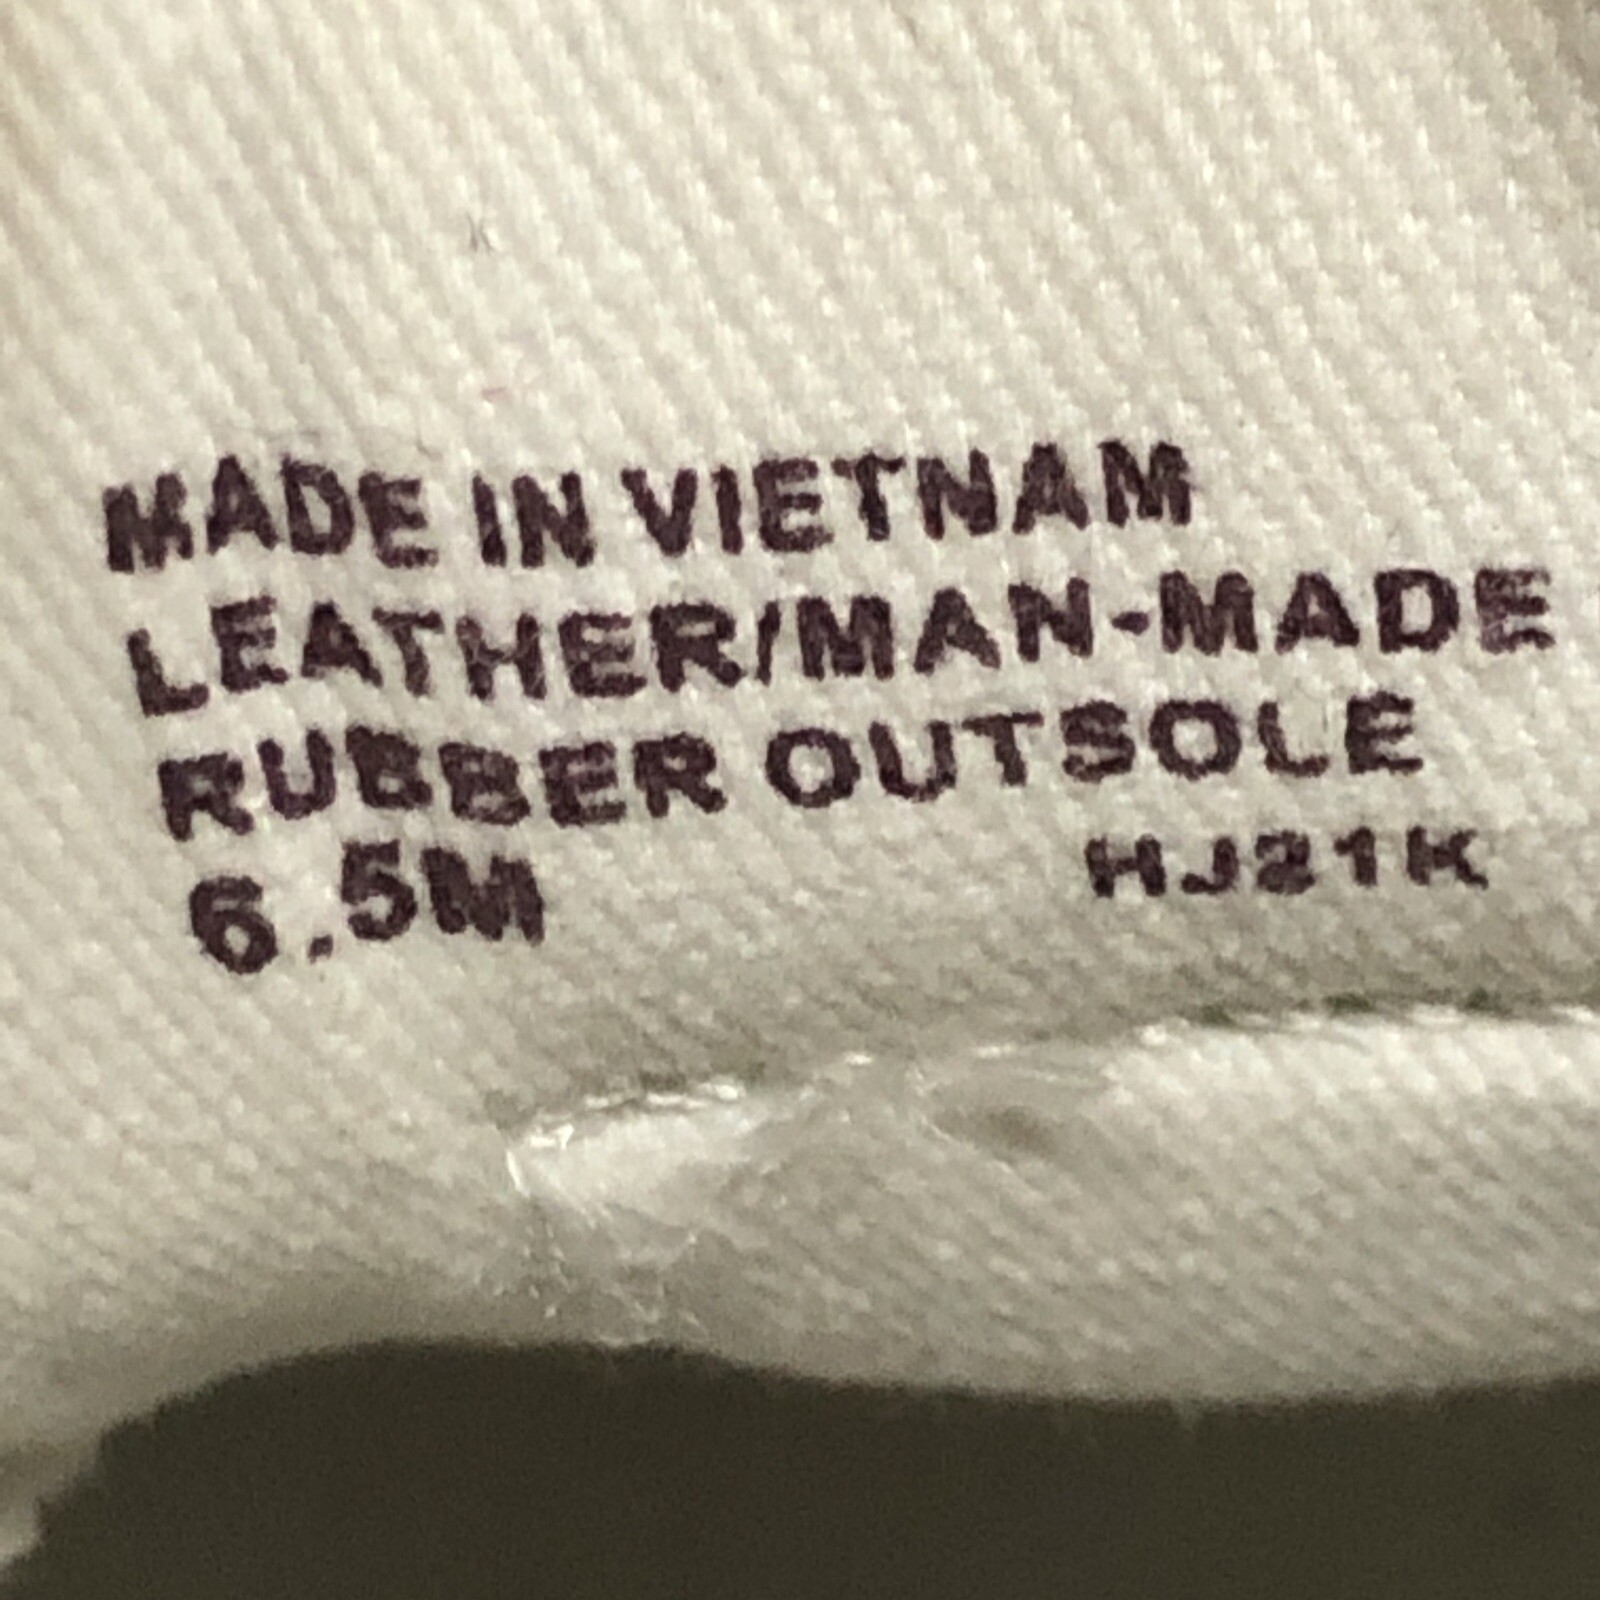 MADE IN VIETNAM
LEATHER/MAN-MADE
RUBBER OUTSOLE
6.5M HJ21K